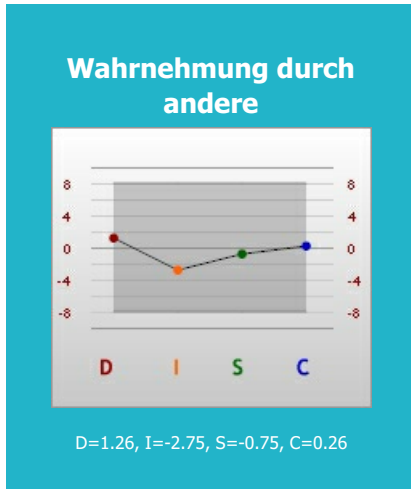 Wahrnehmung durch
andere
8 8
4 4
0 0
-4 -4
-8 -8
D I S C
D=1.26, I=-2.75, S=-0.75, C=0.26